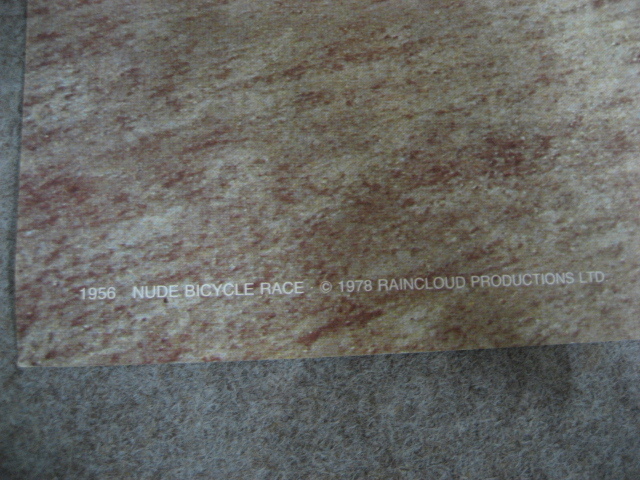 1956 NUDE BICYCLE RACE © 1978 RAINCLOUD PRODUCTIONS LTD